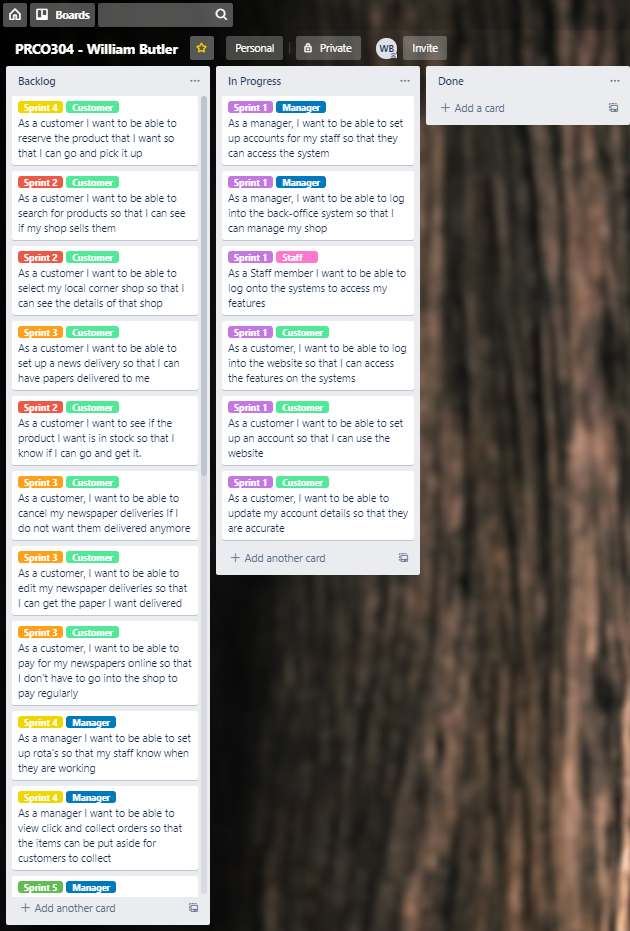 Boards
PRCO304 - William Butler
Personal
Private
WB
Invite
Backlog
Sprint 4 Customer
As a customer I want to be able to
reserve the product that I want so
that I can go and pick it up
Sprint 2 Customer
As a customer I want to be able to
search for products so that I can see
if my shop sells them
Sprint 2 Customer
As a customer I want to be able to
select my local corner shop so that I
can see the details of that shop
Sprint 3 Customer
As a customer I want to be able to
set up a news delivery so that I can
have papers delivered to me
Sprint 2 Customer
As a customer I want to see if the
product I want is in stock so that I
know if I can go and get it.
Sprint 3 Customer
As a customer, I want to be able to
cancel my newspaper deliveries If I
do not want them delivered anymore
Sprint 3 Customer
As a customer, I want to be able to
edit my newspaper deliveries so that
I can get the paper I want delivered
Sprint 3 Customer
As a customer, I want to be able to
pay for my newspapers online so that
I don't have to go into the shop to
pay regularly
Sprint 4 Manager
As a manager I want to be able to set
up rota's so that my staff know when
they are working
Sprint 4 Manager
As a manager I want to be able to
view click and collect orders so that
the items can be put aside for
customers to collect
Sprint 5 Manager
+ Add another card
In Progress
Sprint 1 Manager
As a manager, I want to be able to set
up accounts for my staff so that they
can access the system
Sprint 1 Manager
As a manager, I want to be able to log
into the back-office system so that I
can manage my shop
Sprint 1 Staff
As a Staff member I want to be able to
log onto the systems to access my
features
Sprint 1 Customer
As a customer, I want to be able to log
into the website so that I can access
the features on the systems
Sprint 1 Customer
As a customer I want to be able to set
up an account so that I can use the
website
Sprint 1 Customer
As a customer, I want to be able to
update my account details so that they
are accurate
+ Add another card
Done
+ Add a card